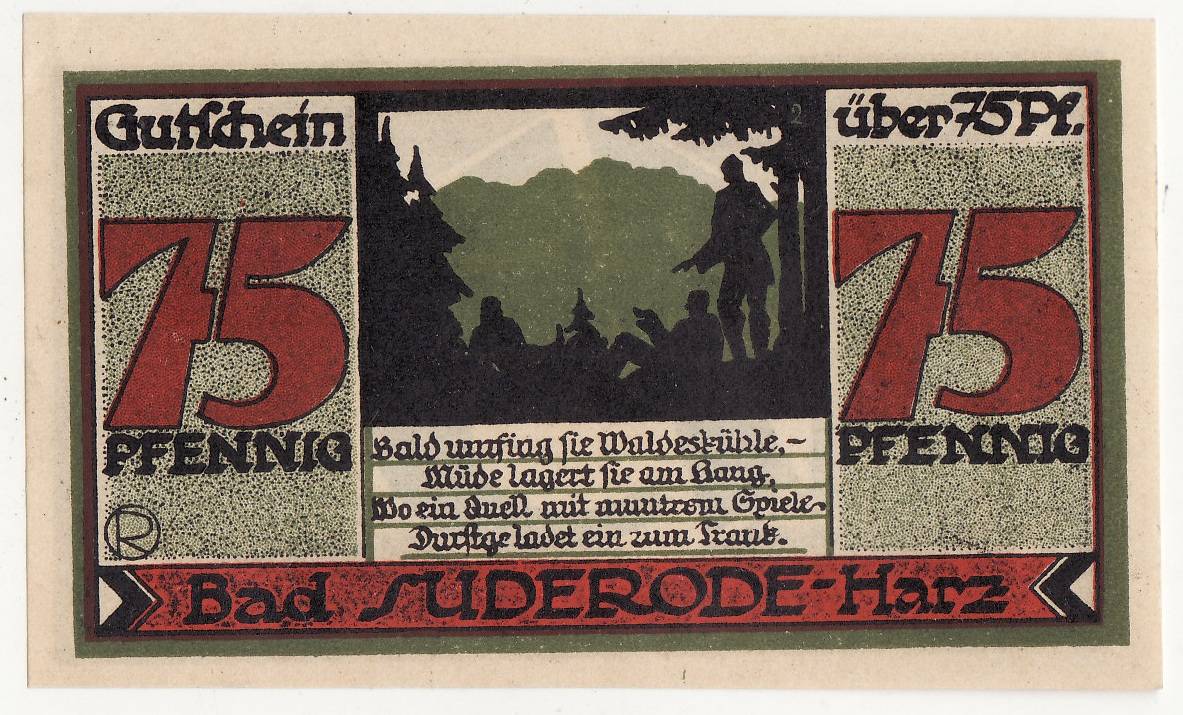 Gutschein
über 75 Pf.
2
75
PFENNIG
75
PFENNIG
Bald umfing sie Waldeskühle,-
Müde lagert sie am Hang,
Wo ein Quell mit muntrem Spiele
Durstge ladet ein zum Trank.
R
Bad SUDERODE-Harz